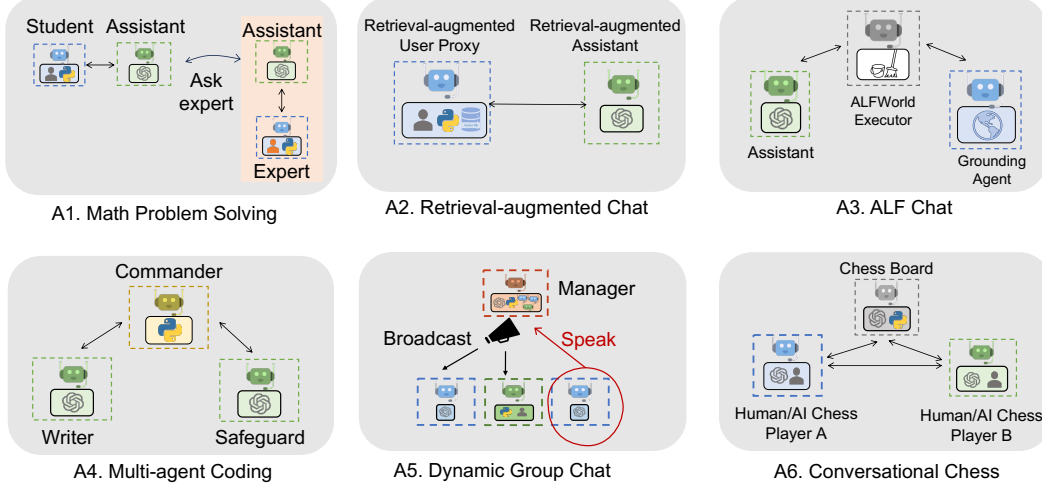 Student
Assistant
Ask
expert
Assistant
Expert
A1. Math Problem Solving
Retrieval-augmented
User Proxy
Retrieval-augmented
Assistant
A2. Retrieval-augmented Chat
ALFWorld
Executor
Assistant
Grounding
Agent
A3. ALF Chat
Commander
Writer
Safeguard
A4. Multi-agent Coding
Manager
Broadcast
Speak
A5. Dynamic Group Chat
Chess Board
Human/AI Chess
Player A
Human/AI Chess
Player B
A6. Conversational Chess